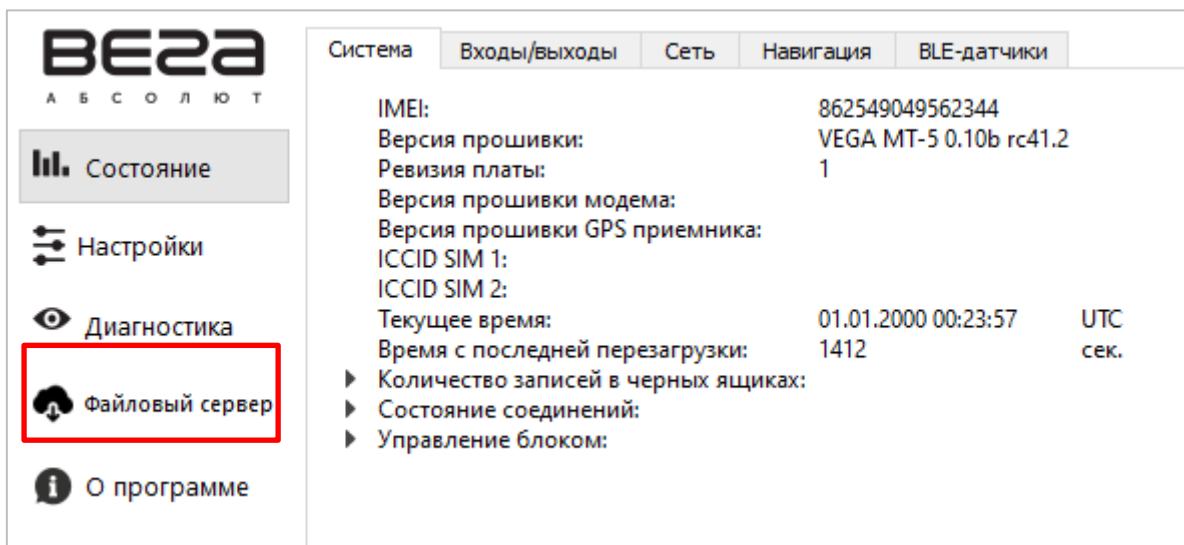 ВЕГА
АБСОЛЮТ
Состояние
Настройки
Диагностика
Файловый сервер
О программе
Система Входы/выходы Сеть Навигация BLE-датчики
IMEI: 862549049562344
Версия прошивки: VEGA MT-5 0.10b rc41.2
Ревизия платы: 1
Версия прошивки модема:
Версия прошивки GPS приемника:
ICCID SIM 1:
ICCID SIM 2:
Текущее время: 01.01.2000 00:23:57 UTC
Время с последней перезагрузки: 1412 сек.
Количество записей в черных ящиках:
Состояние соединений:
Управление блоком: